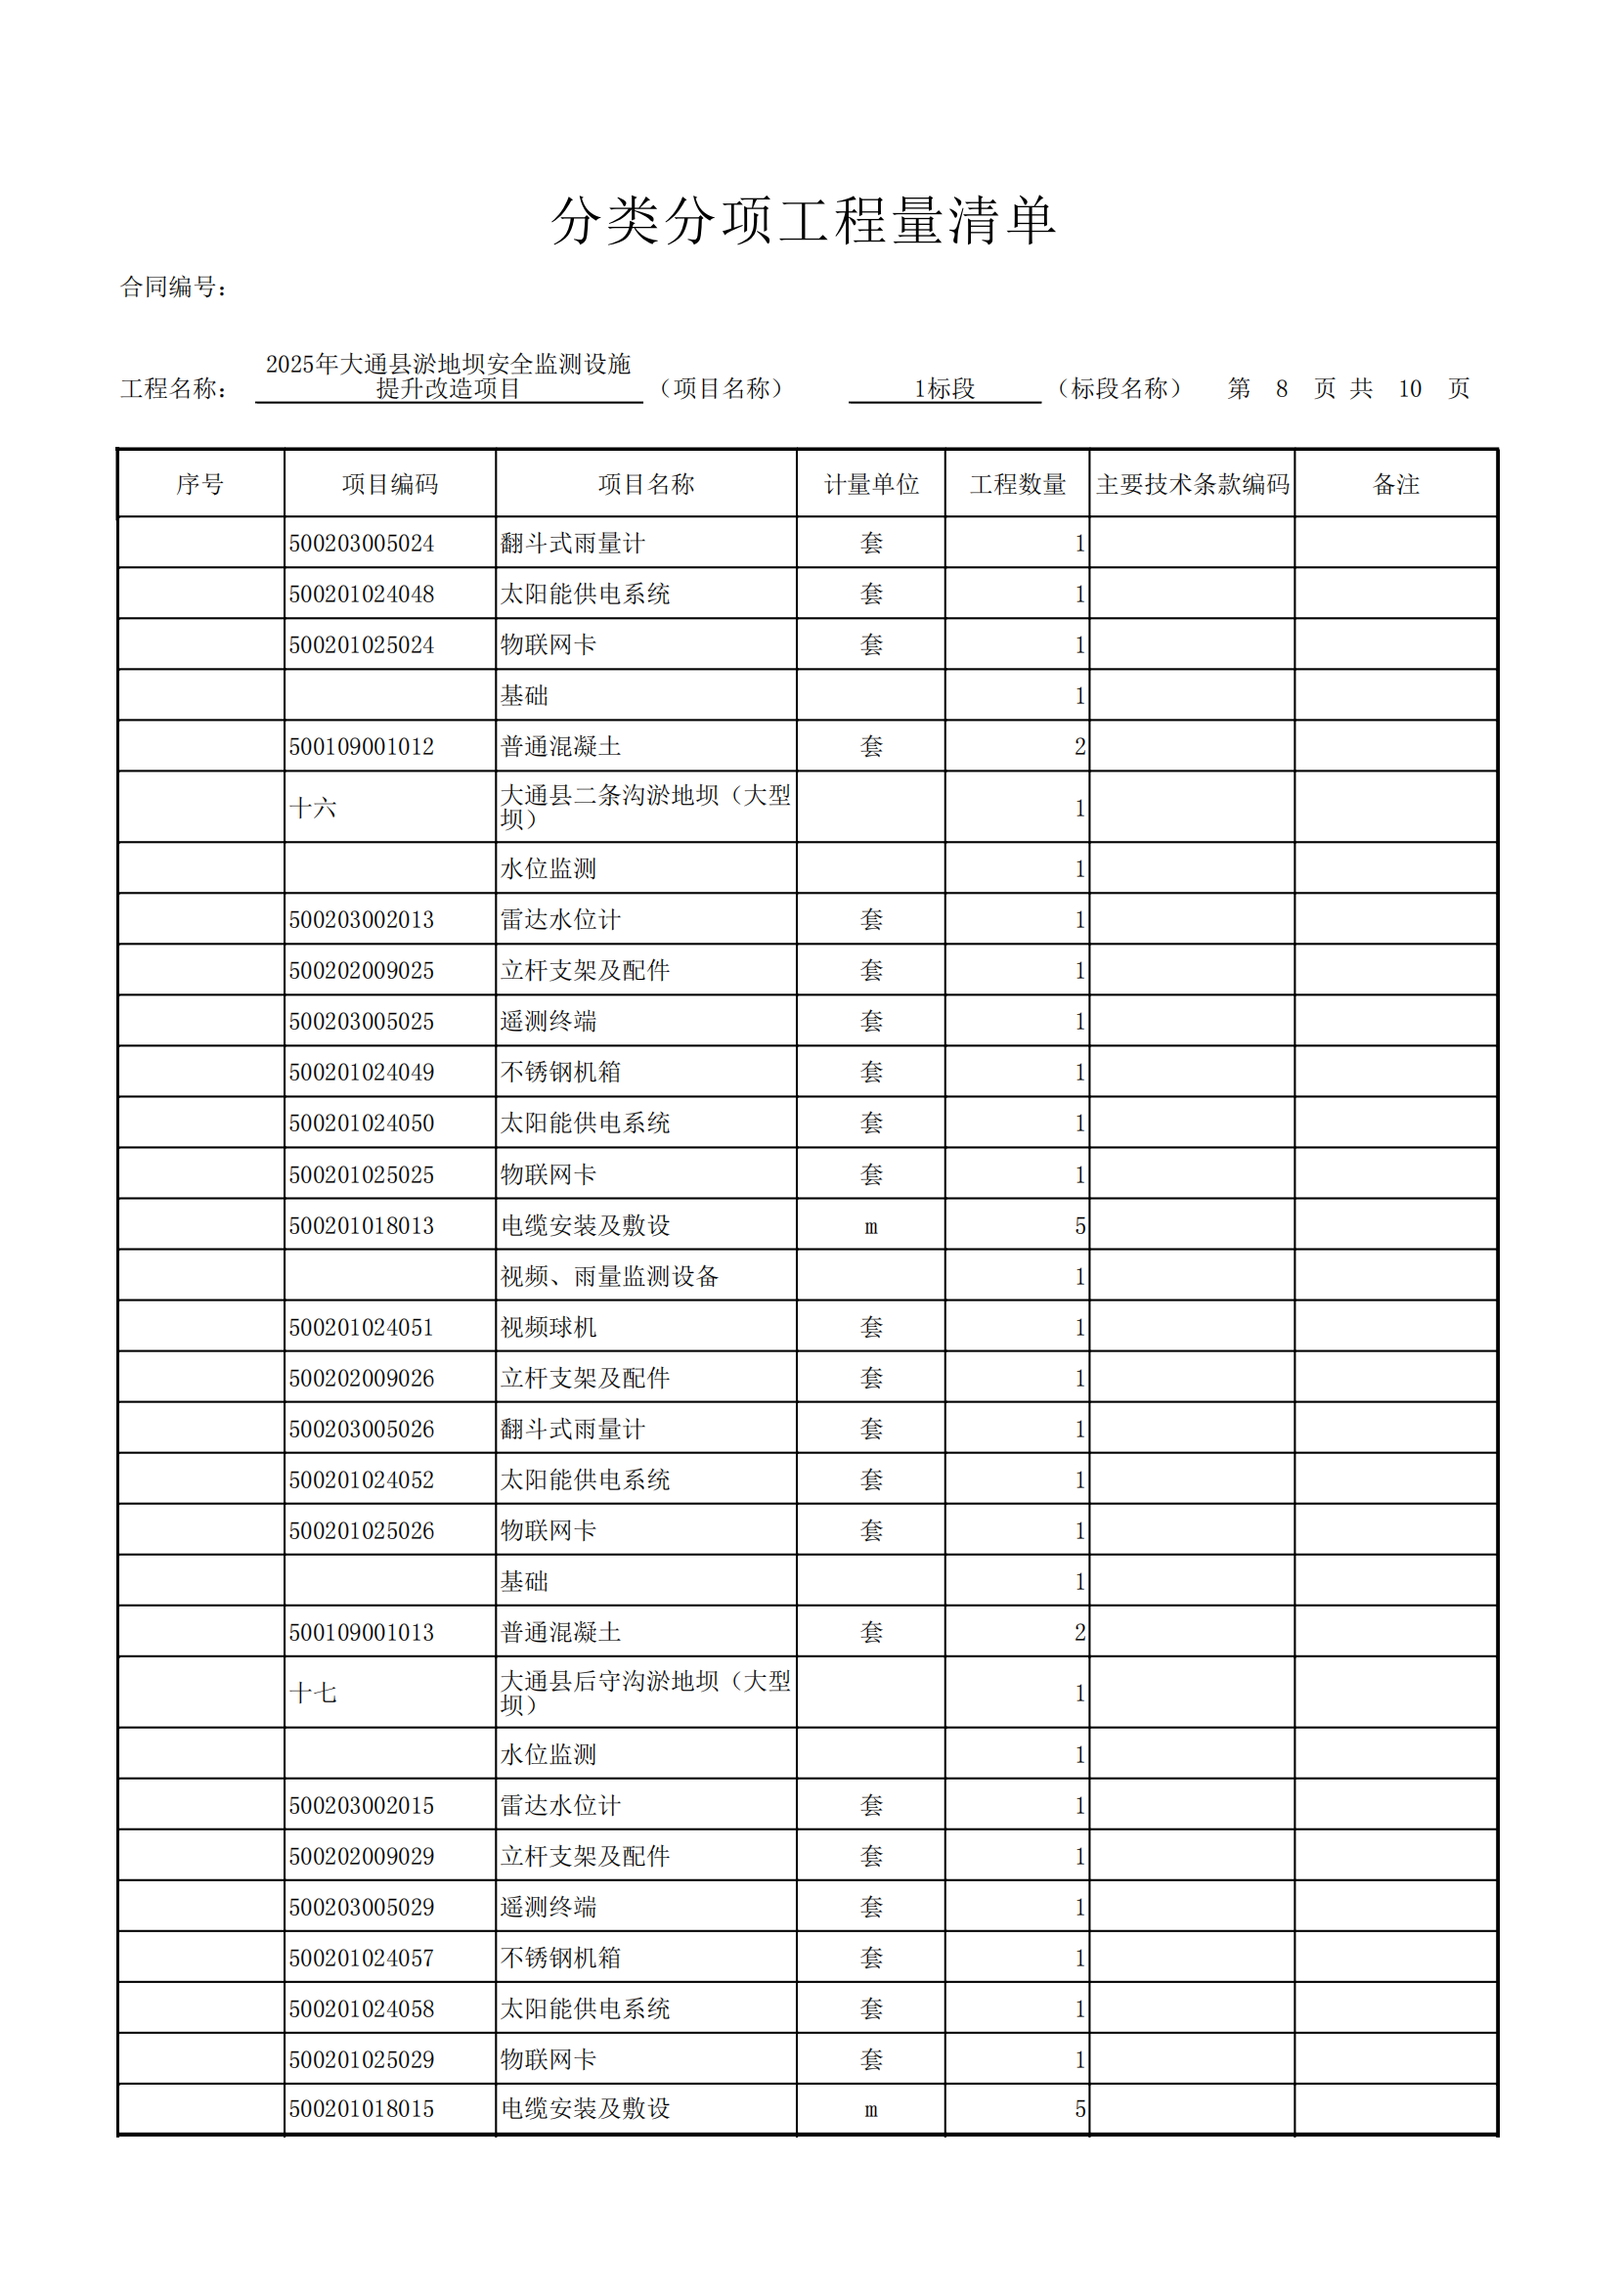 分类分项工程量清单
合同编号：
工程名称： 2025年大通县淤地坝安全监测设施
提升改造项目 （项目名称） 1标段 （标段名称） 第 8 页 共 10 页
序号 项目编码 项目名称 计量单位 工程数量 主要技术条款编码 备注
500203005024 翻斗式雨量计 套 1
500201024048 太阳能供电系统 套 1
500201025024 物联网卡 套 1
基础 1
500109001012 普通混凝土 套 2
十六 大通县二条沟淤地坝（大型
坝） 1
水位监测 1
500203002013 雷达水位计 套 1
500202009025 立杆支架及配件 套 1
500203005025 遥测终端 套 1
500201024049 不锈钢机箱 套 1
500201024050 太阳能供电系统 套 1
500201025025 物联网卡 套 1
500201018013 电缆安装及敷设 m 5
视频、雨量监测设备 1
500201024051 视频球机 套 1
500202009026 立杆支架及配件 套 1
500203005026 翻斗式雨量计 套 1
500201024052 太阳能供电系统 套 1
500201025026 物联网卡 套 1
基础 1
500109001013 普通混凝土 套 2
十七 大通县后守沟淤地坝（大型
坝） 1
水位监测 1
500203002015 雷达水位计 套 1
500202009029 立杆支架及配件 套 1
500203005029 遥测终端 套 1
500201024057 不锈钢机箱 套 1
500201024058 太阳能供电系统 套 1
500201025029 物联网卡 套 1
500201018015 电缆安装及敷设 m 5